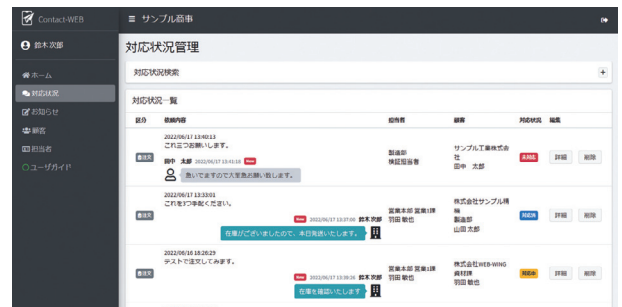 Contact-WEB
サンプル商事
鈴木次郎
対応状況管理
ホーム
対応状況
お知らせ
顧客
担当者
ユーザガイド
対応状況検索
+
対応状況一覧
区分 依頼内容 担当者 顧客 対応状況 編集
2022/06/17 13:40:13
これ三つお願いします。
田中 太郎 2022/06/17 13:41:18 New
急いでますので大至急お願い致します。
注文
製造部
検証担当者
サンプル工業株式会社
田中 太郎
未対応
詳細
削除
2022/06/17 13:33:01
これを3つ手配ください。
New 2022/06/17 13:37:00 鈴木次郎
在庫がございましたので、本日発送いたします。
注文
営業本部 営業1課
羽田 敏也
株式会社サンプル精機
製造部
山田 太郎
対応済
詳細
削除
2022/06/16 18:26:29
テストで注文してみます。
New 2022/06/17 13:38:26 鈴木次郎
在庫を確認いたします
注文
営業本部 営業1課
羽田 敏也
株式会社WEB-WING
資材課
羽田 敏也
対応中
詳細
削除